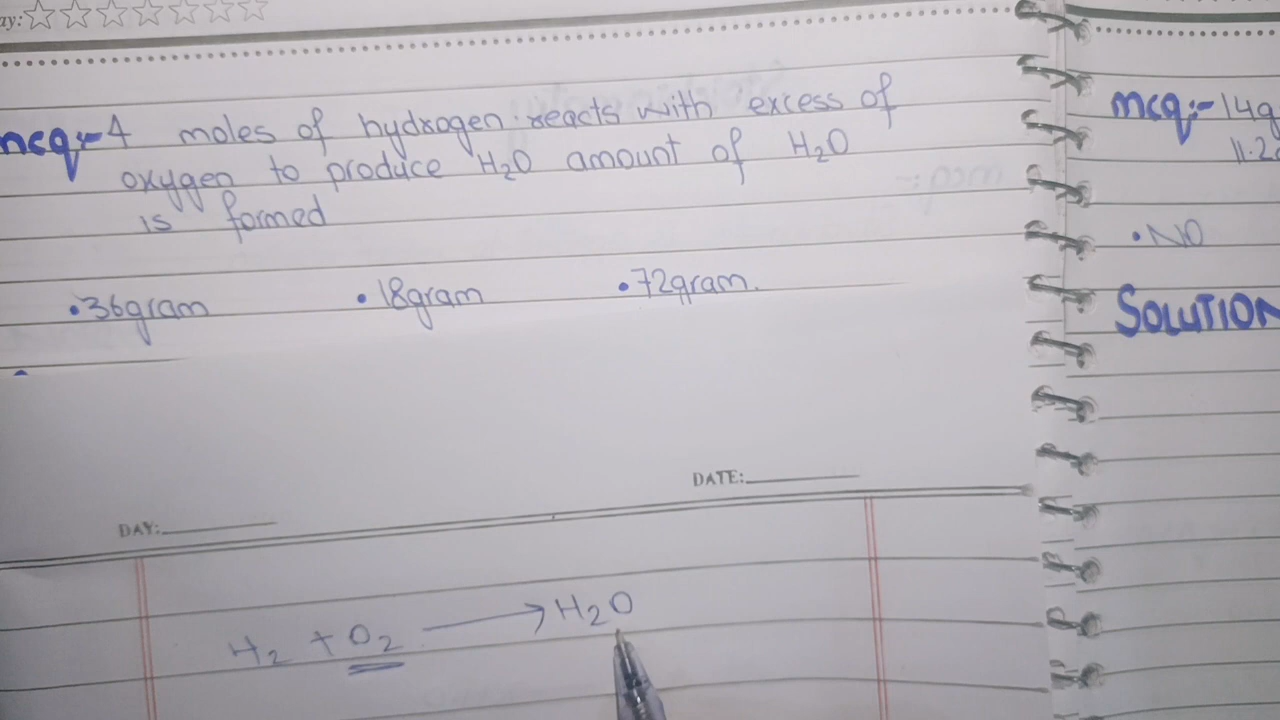 ay:
mcq:- 4 moles of hydrogen reacts with excess of
oxygen to produce H2O amount of H2O
is formed
•36gram •18gram •72gram.
DATE:
DAY:
H2 + O2 → H2O
mcq:- 14g
11.2
•NO
SOLUTION